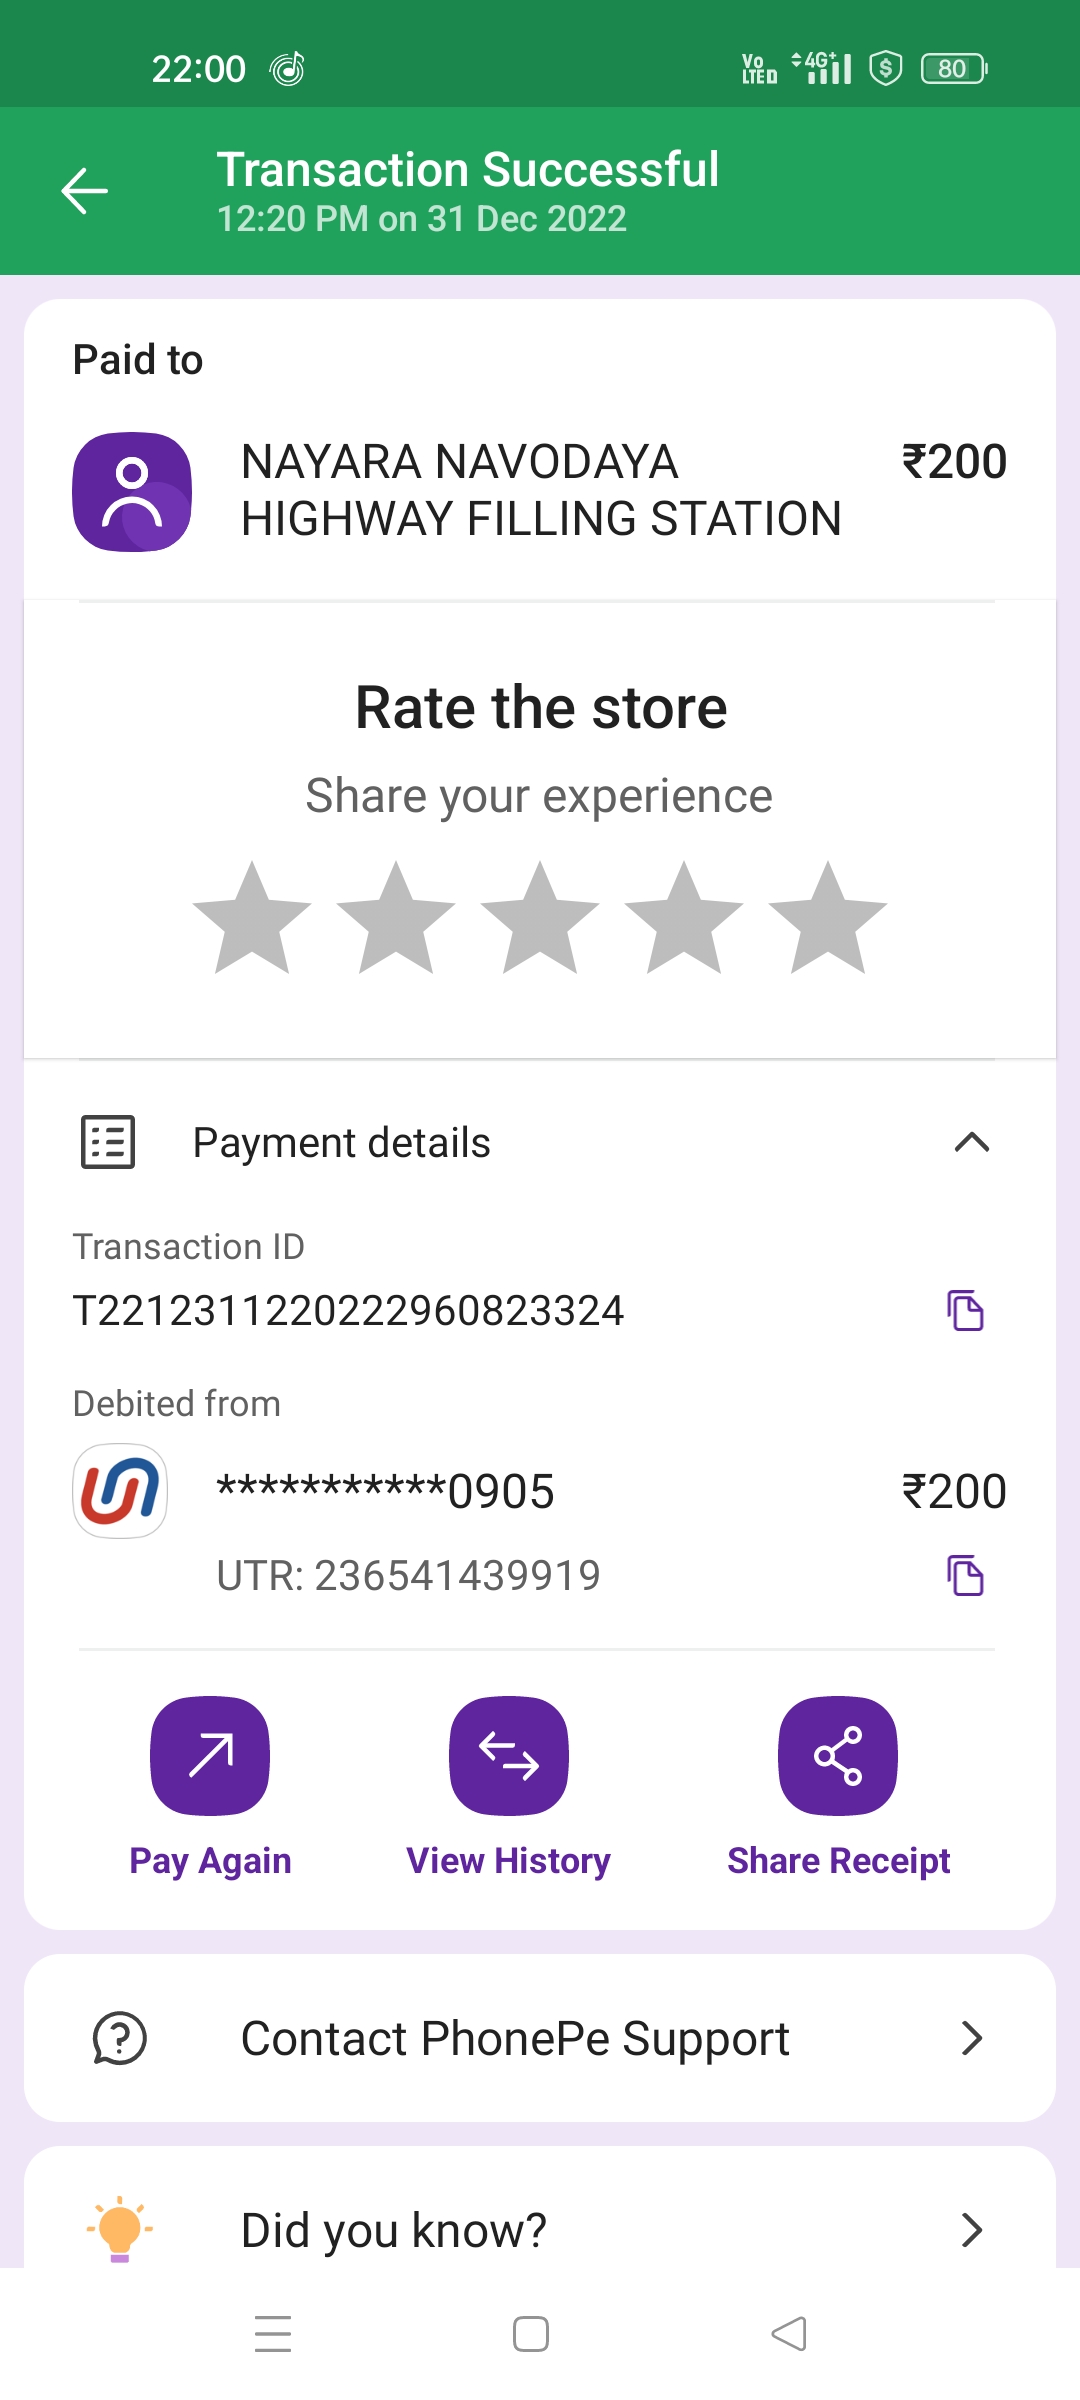 22:00
Vo LTE D 4G+ 80
Transaction Successful
12:20 PM on 31 Dec 2022
Paid to
NAYARA NAVODAYA HIGHWAY FILLING STATION ₹200
Rate the store
Share your experience
Payment details
Transaction ID
T2212311220222960823324
Debited from
***********0905 ₹200
UTR: 236541439919
Pay Again View History Share Receipt
Contact PhonePe Support
Did you know?